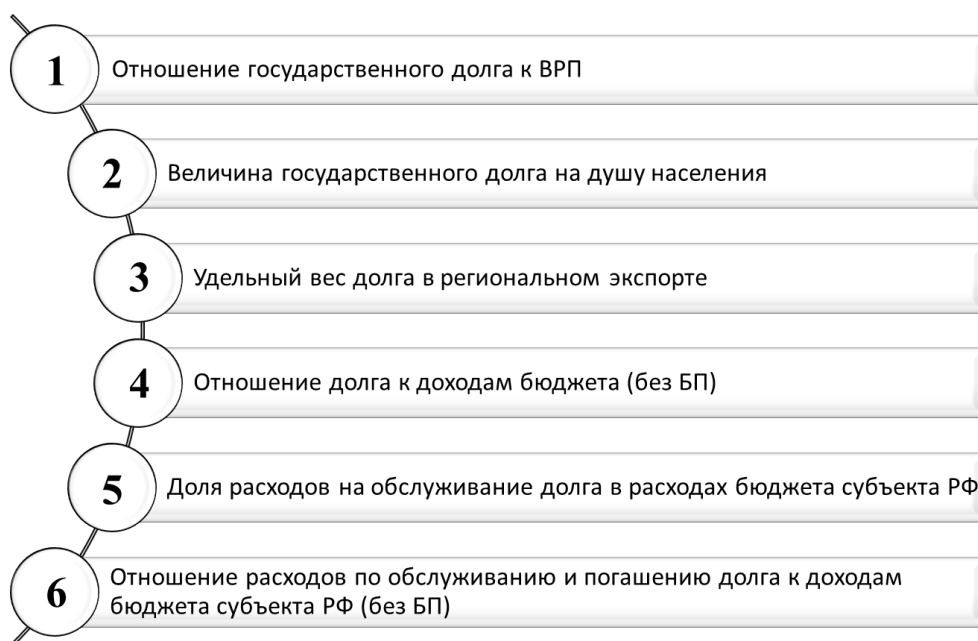 1
Отношение государственного долга к ВРП
2
Величина государственного долга на душу населения
3
Удельный вес долга в региональном экспорте
4
Отношение долга к доходам бюджета (без БП)
5
Доля расходов на обслуживание долга в расходах бюджета субъекта РФ
6
Отношение расходов по обслуживанию и погашению долга к доходам
бюджета субъекта РФ (без БП)